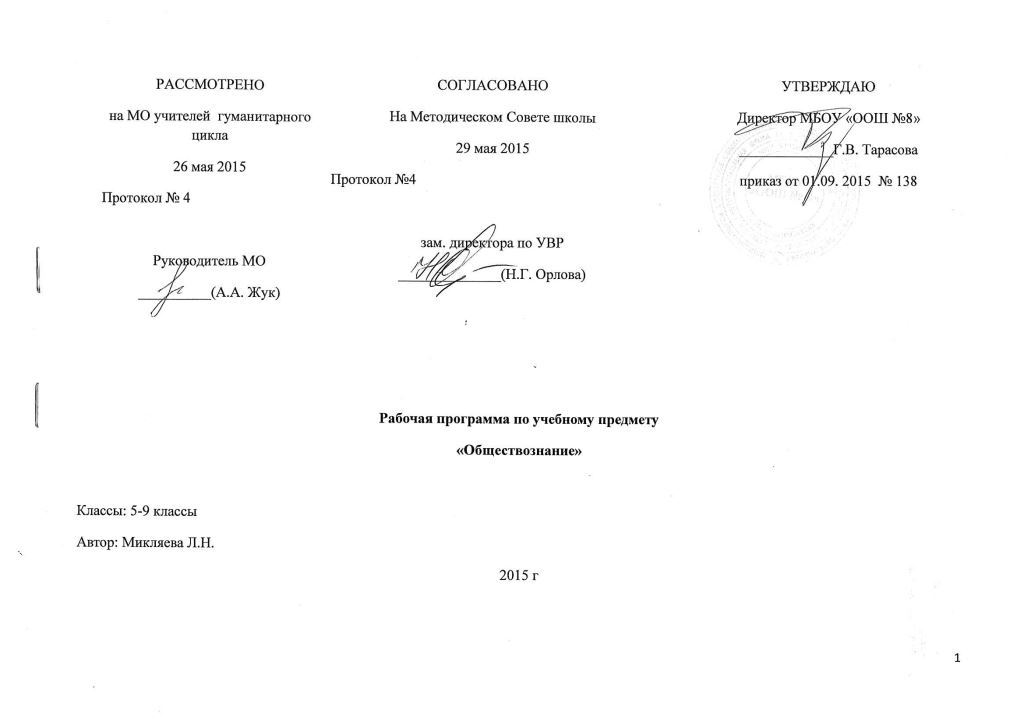 РАССМОТРЕНО
на МО учителей гуманитарного
цикла
26 мая 2015
Протокол № 4
Руководитель МО
__________(А.А. Жук)
СОГЛАСОВАНО
На Методическом Совете школы
29 мая 2015
Протокол №4
зам. директора по УВР
______________(Н.Г. Орлова)
УТВЕРЖДАЮ
Директор МБОУ «ООШ №8»
_____________Г.В. Тарасова
приказ от 01.09. 2015 № 138
Рабочая программа по учебному предмету
«Обществознание»
Классы: 5-9 классы
Автор: Микляева Л.Н.
2015 г
1